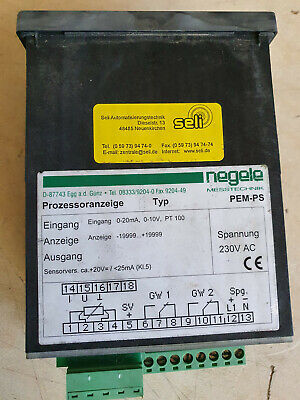 Seli Automatisierungstechnik
Dieselstr. 13
48485 Neuenkirchen
seli
Tel. (0 59 73) 94 74-0 Fax (0 59 73) 94 74-74
E-mail: zentrale@seli.de Internet: www.seli.de
negele
MESSTECHNIK
D-87743 Egg a.d. Günz • Tel. 08333/9204-0 Fax 9204-49
Prozessoranzeige Typ PEM-PS
Eingang Eingang 0-20mA, 0-10V, PT 100
Anzeige Anzeige -19999...+19999
Ausgang
Spannung
230V AC
Sensorvers. ca.+20V= / <25mA (Kl.5)
14 15 16 17 18
I U ⊥
SV
+
GW 1
GW 2
Spg.
+ -
L1 N
1 2 3 4 5 6 7 8 9 10 11 12 13